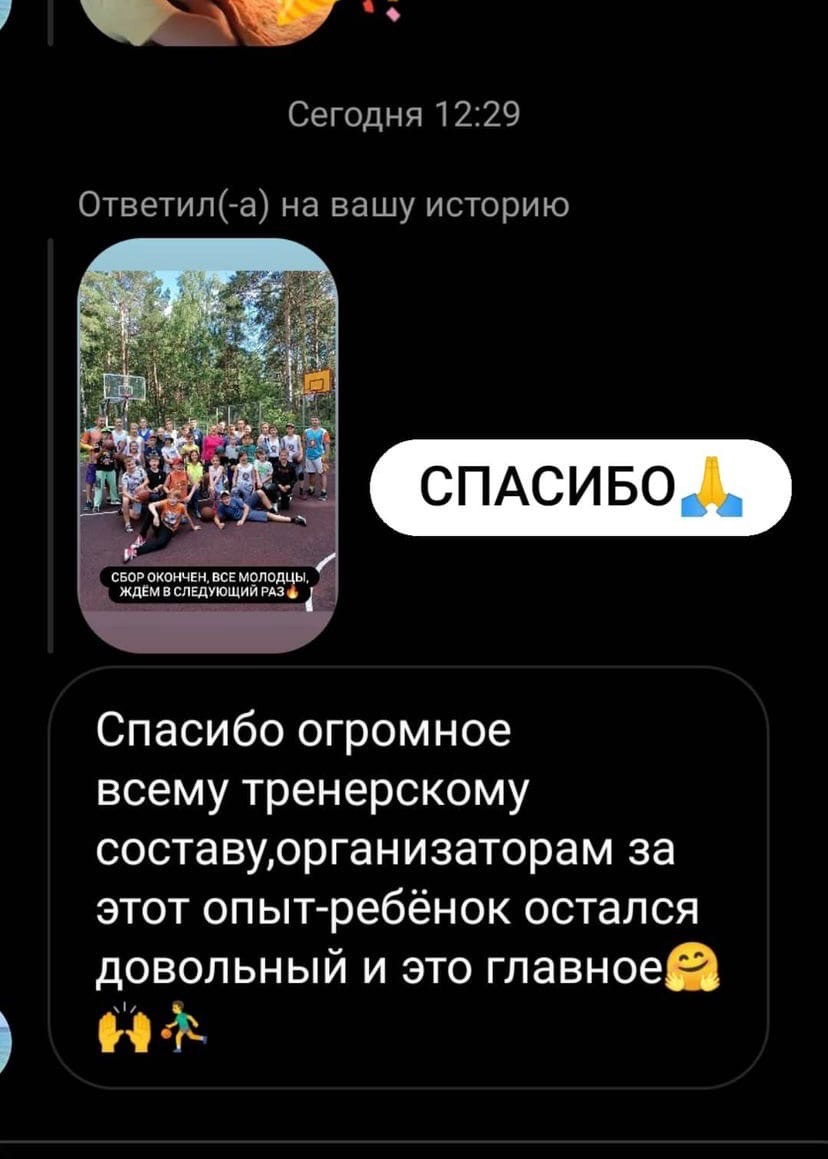 Сегодня 12:29
Ответил(-а) на вашу историю
СПАСИБО🙏
СБОР ОКОНЧЕН, ВСЕ МОЛОДЦЫ,
ЖДЁМ В СЛЕДУЮЩИЙ РАЗ🔥
Спасибо огромное
всему тренерскому
составу,организаторам за
этот опыт-ребёнок остался
довольный и это главное🤗
🙌⛹️‍♂️